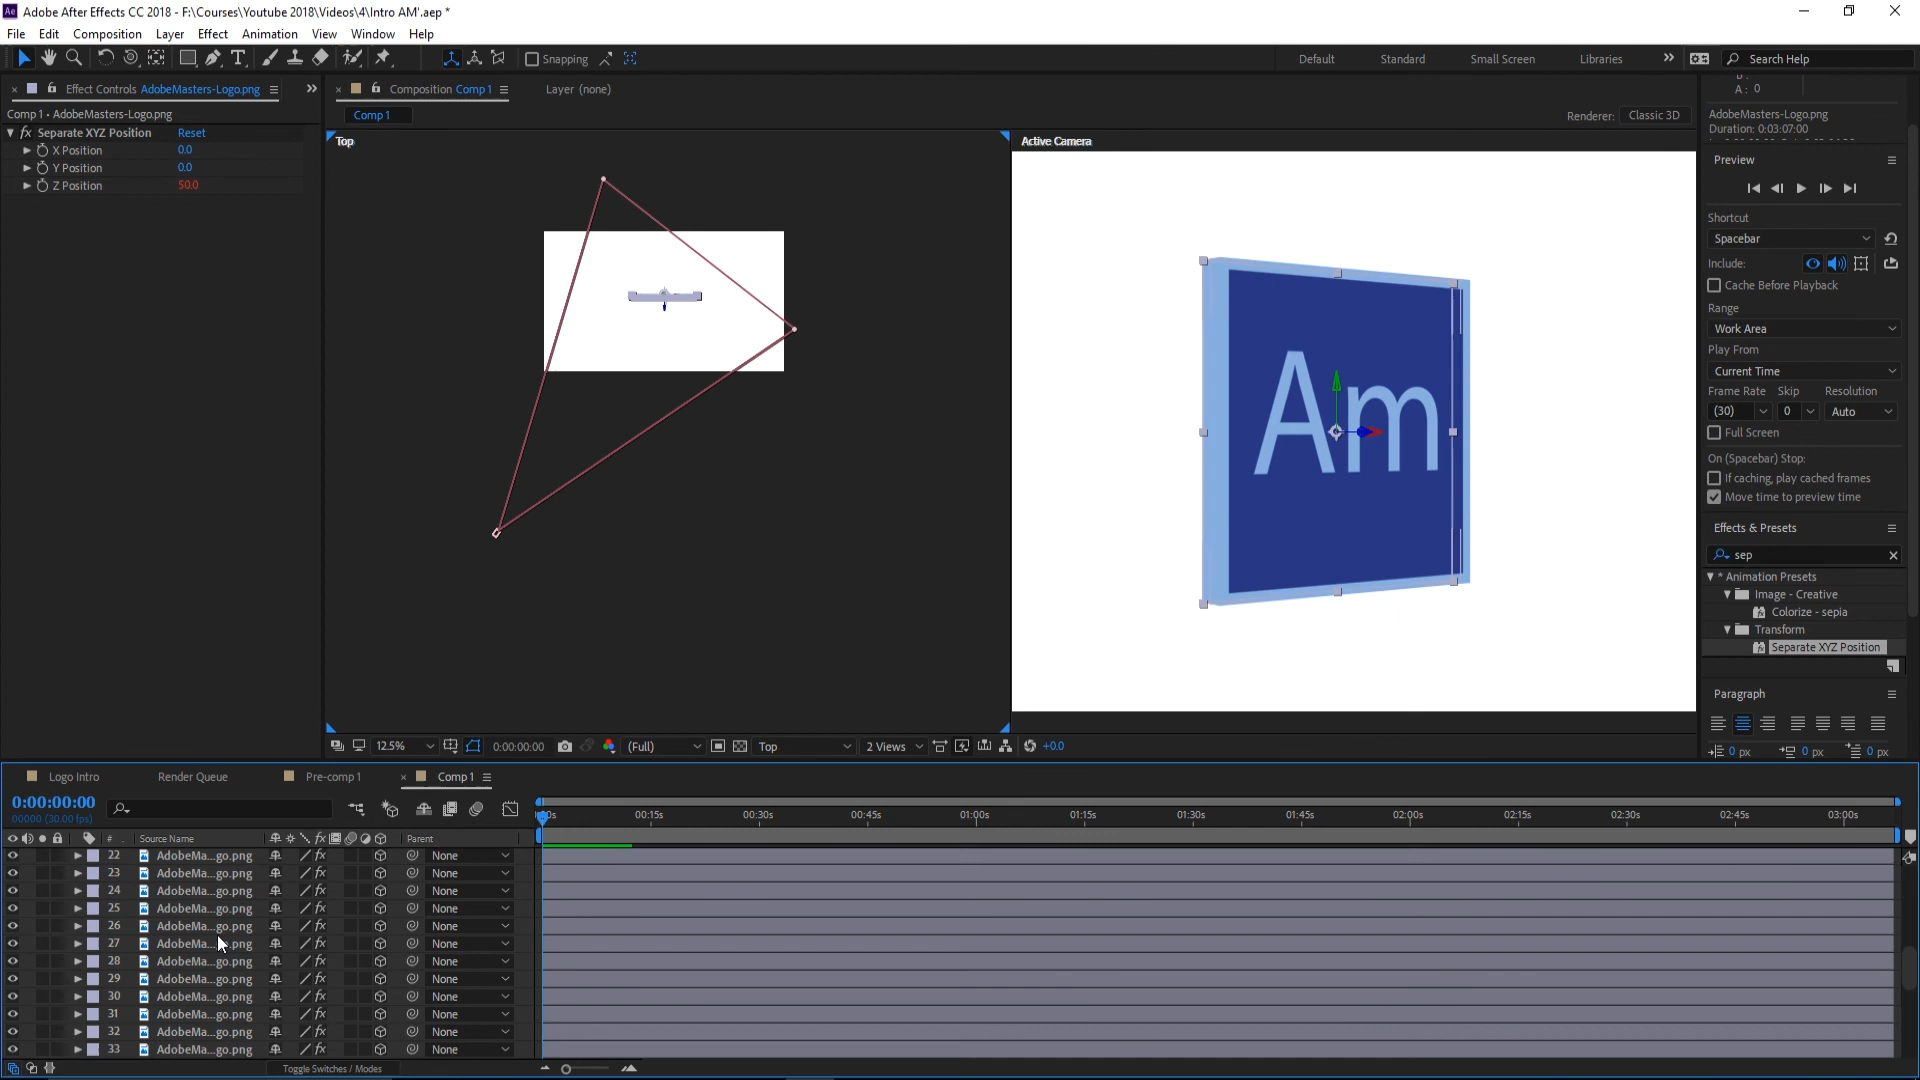 Adobe After Effects CC 2018 - F:\Courses\Youtube 2018\Videos\4\Intro AM'.aep *
File Edit Composition Layer Effect Animation View Window Help
Snapping
Default Standard Small Screen Libraries Search Help
Effect Controls AdobeMasters-Logo.png
Composition Comp 1
Layer (none)
A: 0
Comp 1 • AdobeMasters-Logo.png
Comp 1
Renderer: Classic 3D
AdobeMasters-Logo.png
Duration: 0:03:07:00
fx Separate XYZ Position Reset
X Position 0.0
Y Position 0.0
Z Position 50.0
Top
Active Camera
Am
Preview
Shortcut
Spacebar
Include:
Cache Before Playback
Range
Work Area
Play From
Current Time
Frame Rate Skip Resolution
(30) 0 Auto
Full Screen
On (Spacebar) Stop:
If caching, play cached frames
Move time to preview time
Effects & Presets
sep
* Animation Presets
Image - Creative
Colorize - sepia
Transform
Separate XYZ Position
Paragraph
0 px 0 px 0 px
12.5% 0:00:00:00 (Full) Top 2 Views +0.0
Logo Intro Render Queue Pre-comp 1 Comp 1
0:00:00:00
00000 (30.00 fps)
00:15s 00:30s 00:45s 01:00s 01:15s 01:30s 01:45s 02:00s 02:15s 02:30s 02:45s 03:00s
# Source Name Parent
22 AdobeMa...go.png None
23 AdobeMa...go.png None
24 AdobeMa...go.png None
25 AdobeMa...go.png None
26 AdobeMa...go.png None
27 AdobeMa...png None
28 AdobeMa...go.png None
29 AdobeMa...go.png None
30 AdobeMa...go.png None
31 AdobeMa...go.png None
32 AdobeMa...go.png None
33 AdobeMa...go.png None
Toggle Switches / Modes